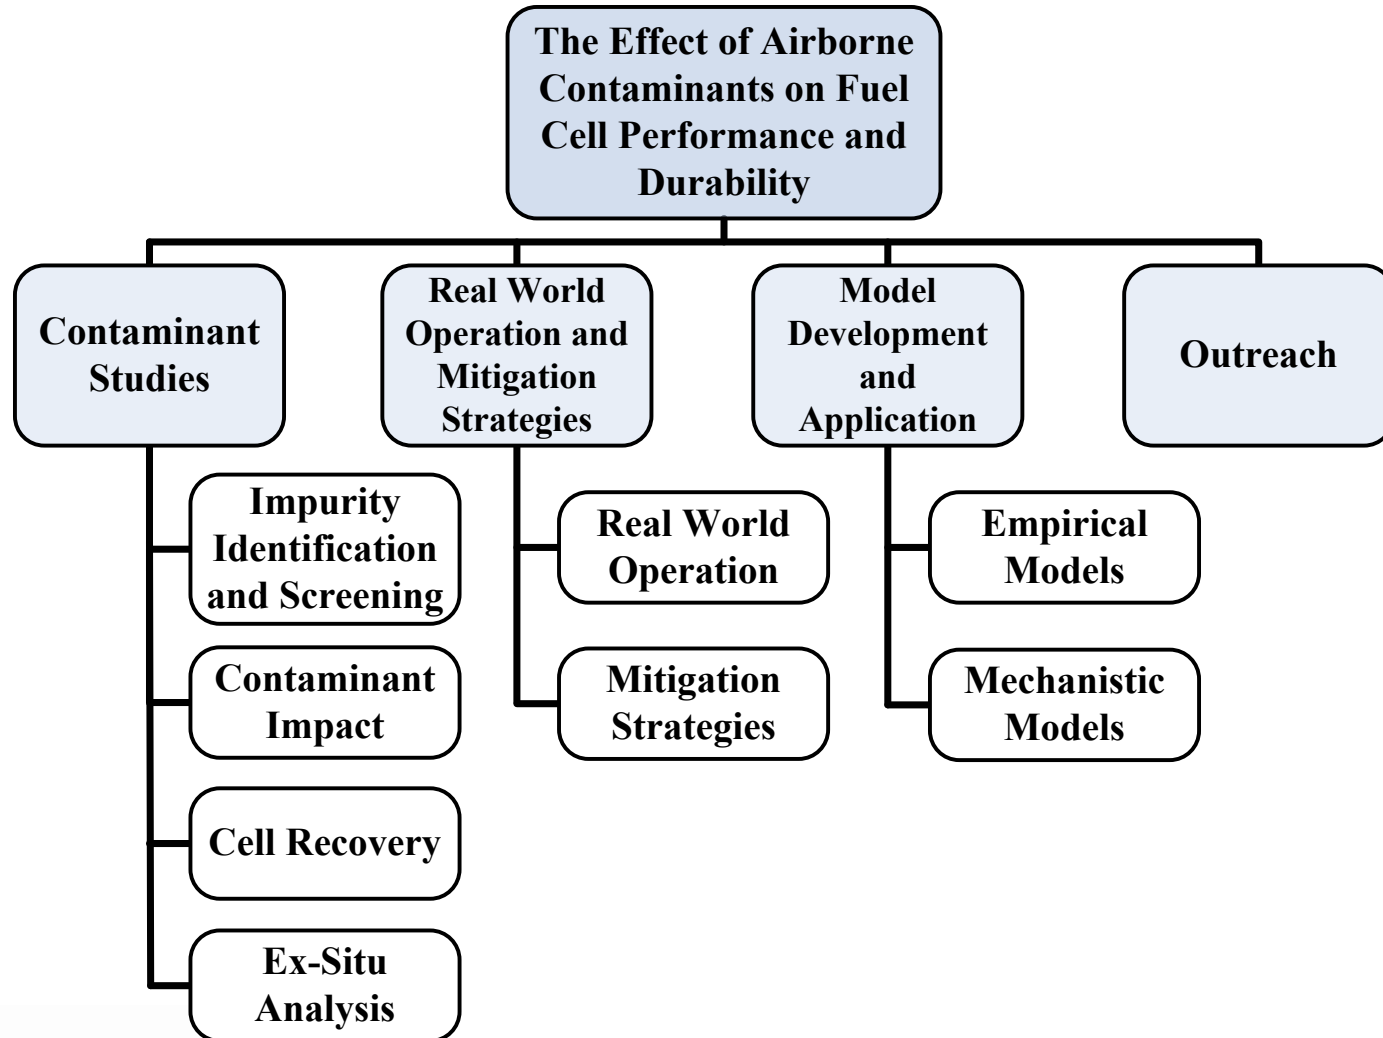 The Effect of Airborne
Contaminants on Fuel
Cell Performance and
Durability
Contaminant
Studies
Real World
Operation and
Mitigation
Strategies
Model
Development
and
Application
Outreach
Impurity
Identification
and Screening
Contaminant
Impact
Cell Recovery
Ex-Situ
Analysis
Real World
Operation
Mitigation
Strategies
Empirical
Models
Mechanistic
Models